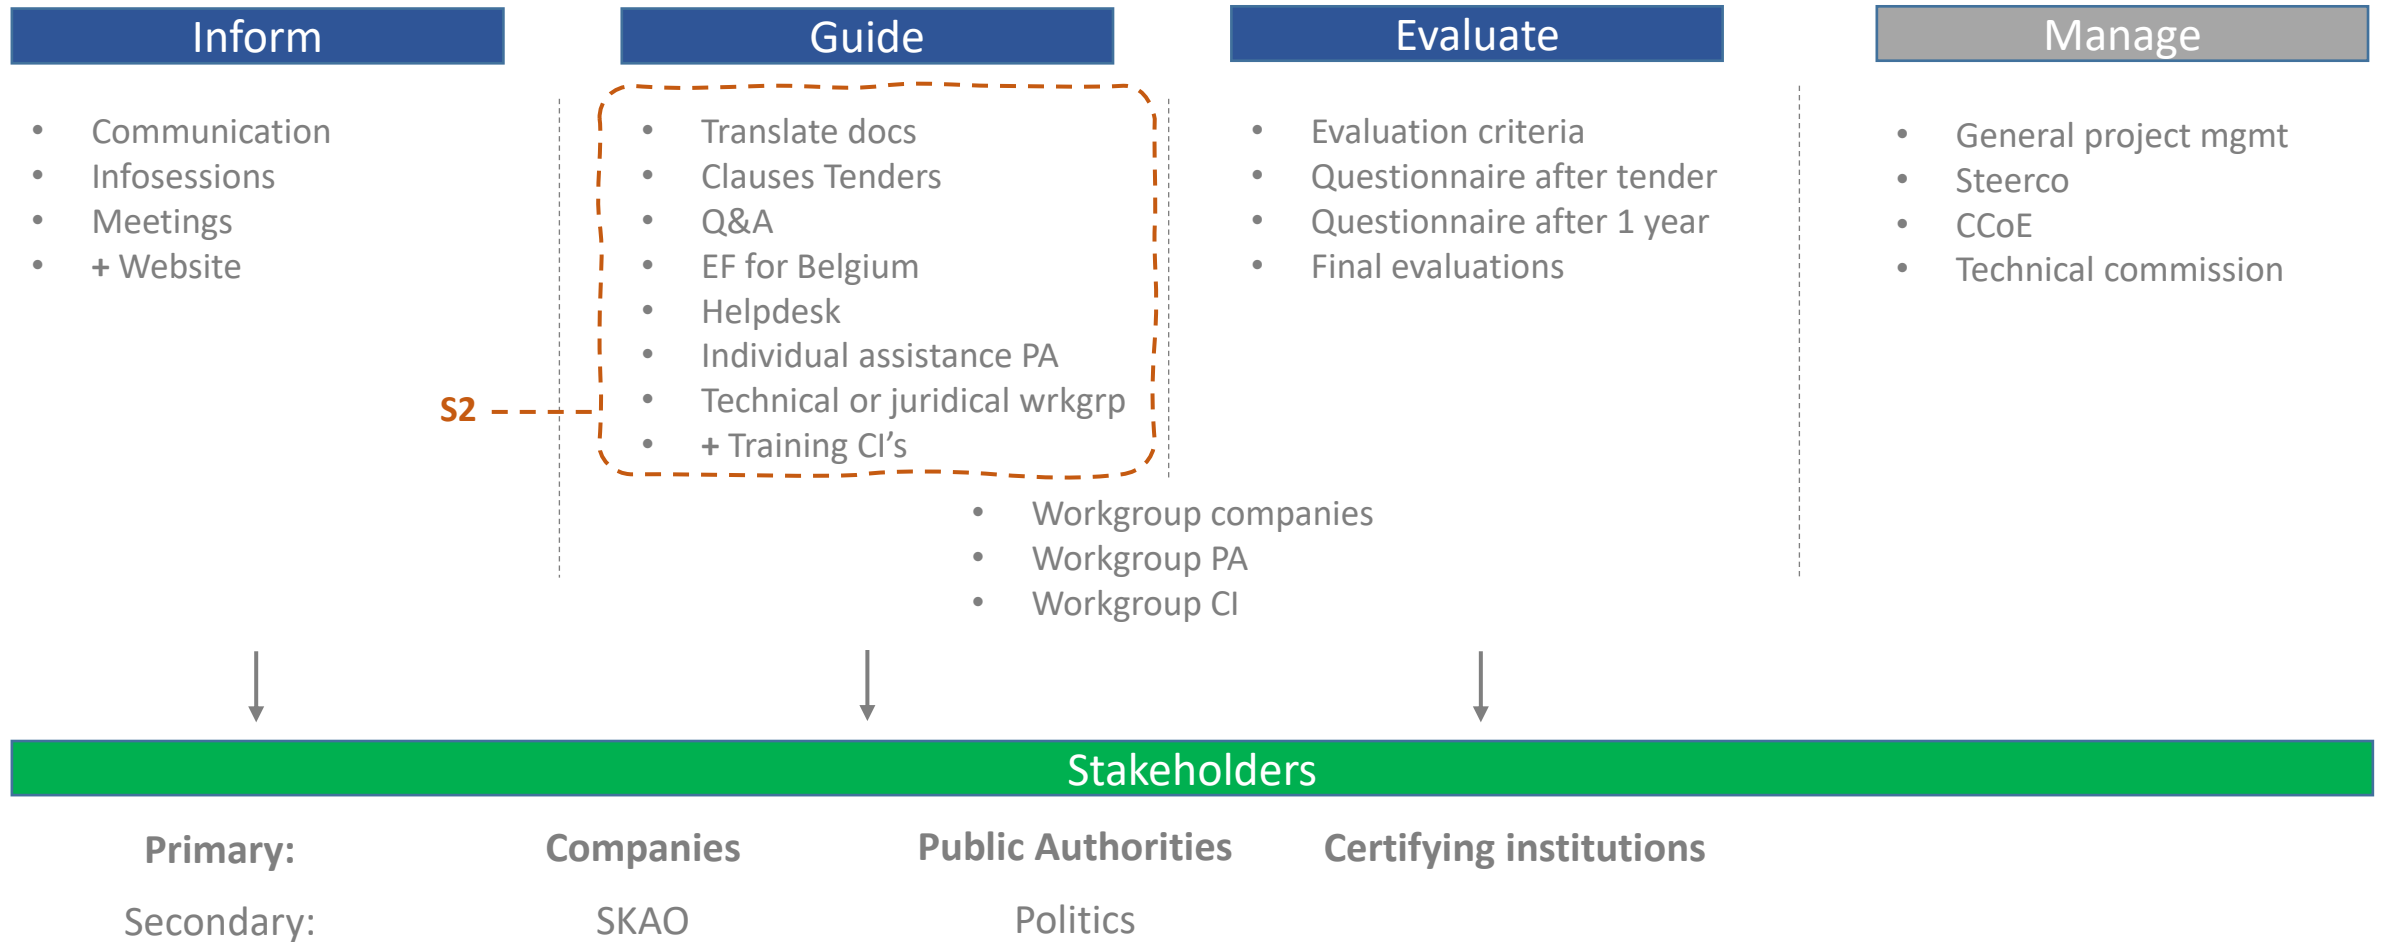 Inform
Guide
Evaluate
Manage
• Communication
• Infosessions
• Meetings
• + Website
• Translate docs
• Clauses Tenders
• Q&A
• EF for Belgium
• Helpdesk
• Individual assistance PA
• Technical or juridical wrkgrp
• + Training CI’s
S2
• Evaluation criteria
• Questionnaire after tender
• Questionnaire after 1 year
• Final evaluations
• General project mgmt
• Steerco
• CCoE
• Technical commission
• Workgroup companies
• Workgroup PA
• Workgroup CI
Stakeholders
Primary: Companies Public Authorities Certifying institutions
Secondary: SKAO Politics